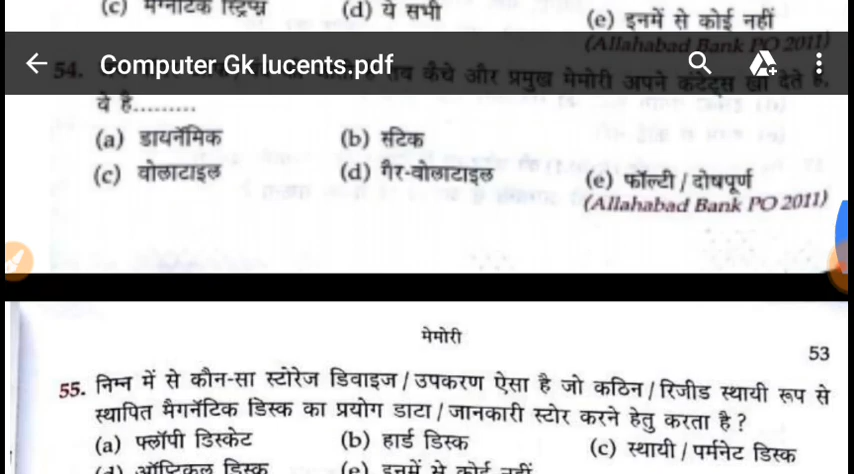 (c) मैग्नेटिक स्ट्रिप्स (d) ये सभी (e) इनमें से कोई नहीं
(Allahabad Bank PO 2011)
Computer Gk lucents.pdf
54. तब कैचे और प्रमुख मेमोरी अपने कंटेंट्स खो देते हैं,
वे है.........
(a) डायनॅमिक (b) स्टैटिक
(c) वोलाटाइल (d) गैर-वोलाटाइल (e) फॉल्टी / दोषपूर्ण
(Allahabad Bank PO 2011)
मेमोरी
53
55. निम्न में से कौन-सा स्टोरेज डिवाइज / उपकरण ऐसा है जो कठिन / रिजीड स्थायी रूप से
स्थापित मैगनॅटिक डिस्क का प्रयोग डाटा / जानकारी स्टोर करने हेतु करता है ?
(a) फ्लॉपी डिस्केट (b) हार्ड डिस्क (c) स्थायी / पर्मनेट डिस्क
(d) ऑप्टिकल डिस्क (e) इनमें से कोई नहीं